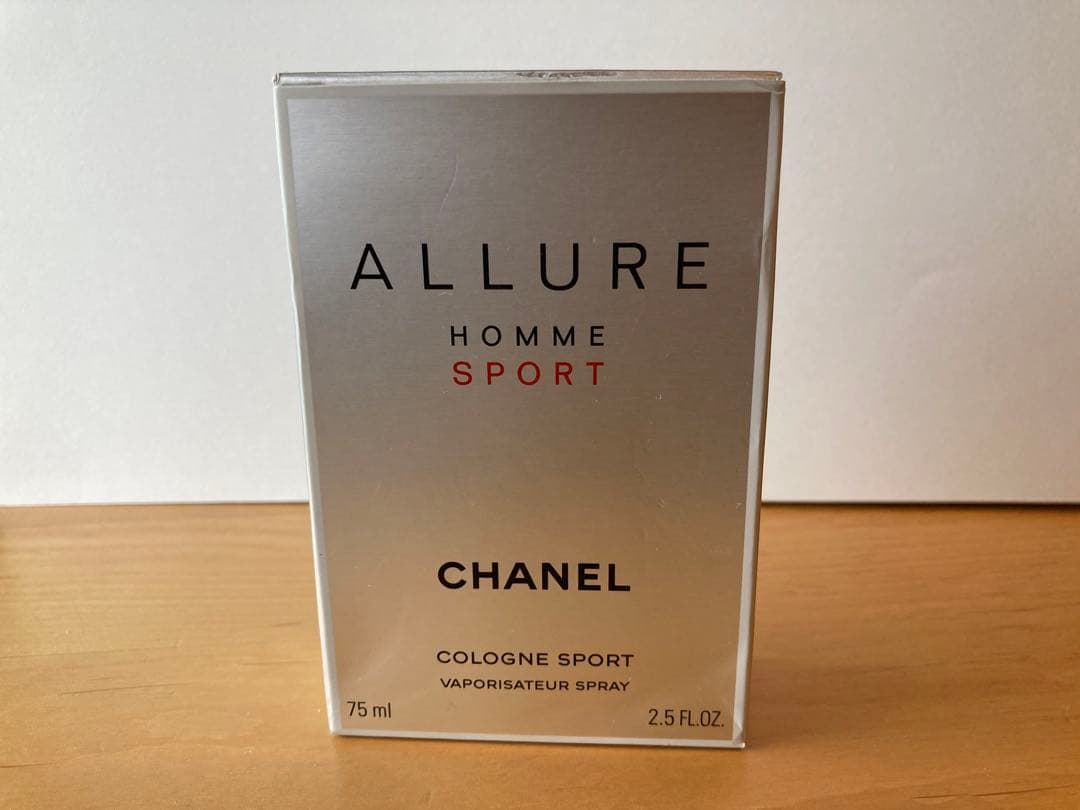 ALLURE
HOMME
SPORT
CHANEL
COLOGNE SPORT
VAPORISATEUR SPRAY
75 ml
2.5 FL.OZ.